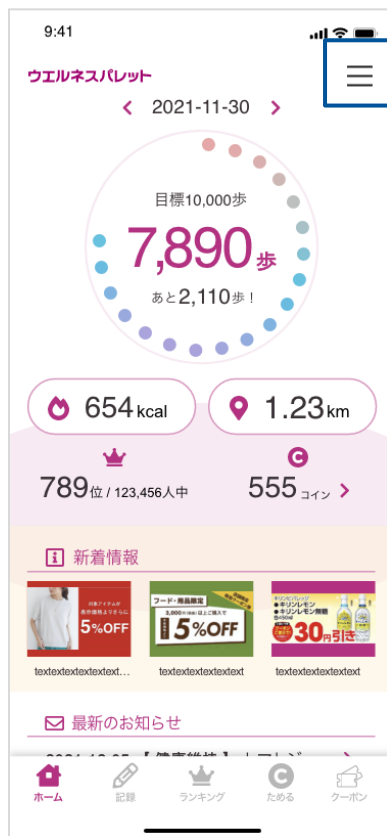 9:41
ウエルネスパレット
2021-11-30
目標10,000歩
7,890歩
あと2,110歩！
654kcal
1.23km
789位 / 123,456人中
555コイン
新着情報
5%OFF
フード・用品限定
5%OFF
キリンレモン
30円引き
textextextextextext...
textextextextextext
textextextextextext
最新のお知らせ
ホーム
記録
ランキング
ためる
クーポン